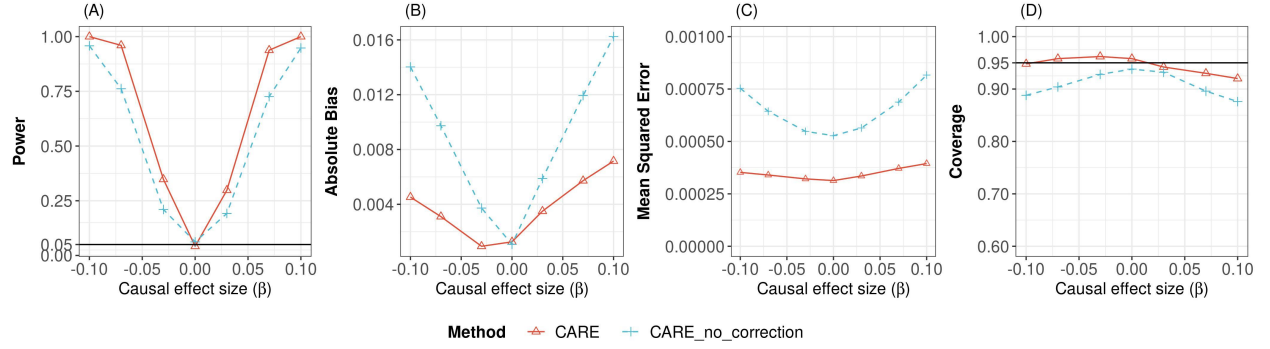 (A)
Power
1.00
0.75
0.50
0.25
0.05
0.00
-0.10 -0.05 0.00 0.05 0.10
Causal effect size (β)
(B)
Absolute Bias
0.016
0.012
0.008
0.004
-0.10 -0.05 0.00 0.05 0.10
Causal effect size (β)
(C)
Mean Squared Error
0.00100
0.00075
0.00050
0.00025
0.00000
-0.10 -0.05 0.00 0.05 0.10
Causal effect size (β)
(D)
Coverage
1.00
0.95
0.90
0.80
0.70
0.60
-0.10 -0.05 0.00 0.05 0.10
Causal effect size (β)
Method CARE CARE_no_correction